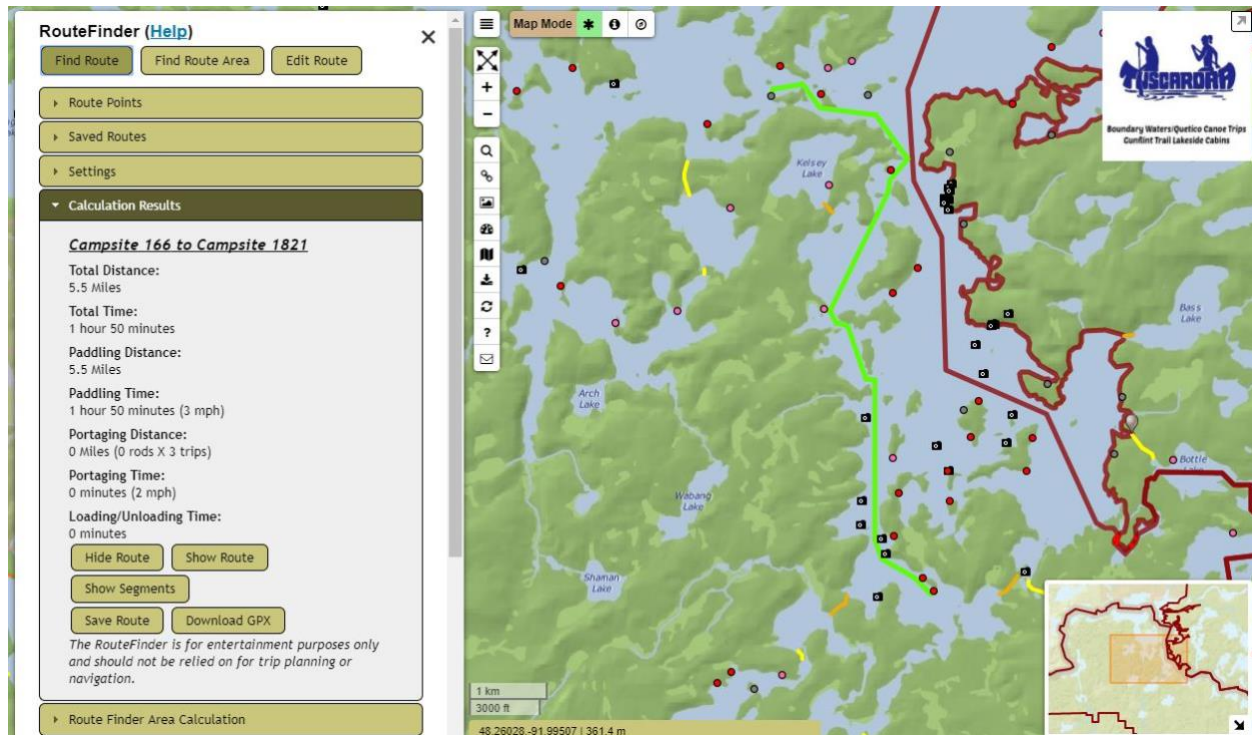 RouteFinder (Help)
Find Route
Find Route Area
Edit Route
Route Points
Saved Routes
Settings
Calculation Results
Campsite 166 to Campsite 1821
Total Distance:
5.5 Miles
Total Time:
1 hour 50 minutes
Paddling Distance:
5.5 Miles
Paddling Time:
1 hour 50 minutes (3 mph)
Portaging Distance:
0 Miles (0 rods X 3 trips)
Portaging Time:
0 minutes (2 mph)
Loading/Unloading Time:
0 minutes
Hide Route
Show Route
Show Segments
Save Route
Download GPX
The RouteFinder is for entertainment purposes only
and should not be relied on for trip planning or
navigation.
Route Finder Area Calculation
Map Mode
TUSCARORA
Boundary Waters/Quetico Canoe Trips
Gunflint Trail Lakeside Cabins
Kelsey
Lake
Bass
Lake
Arch
Lake
Bottle
Lake
Wabang
Lake
Shaman
Lake
1 km
3000 ft
48.26028,-91.99507 | 361.4 m